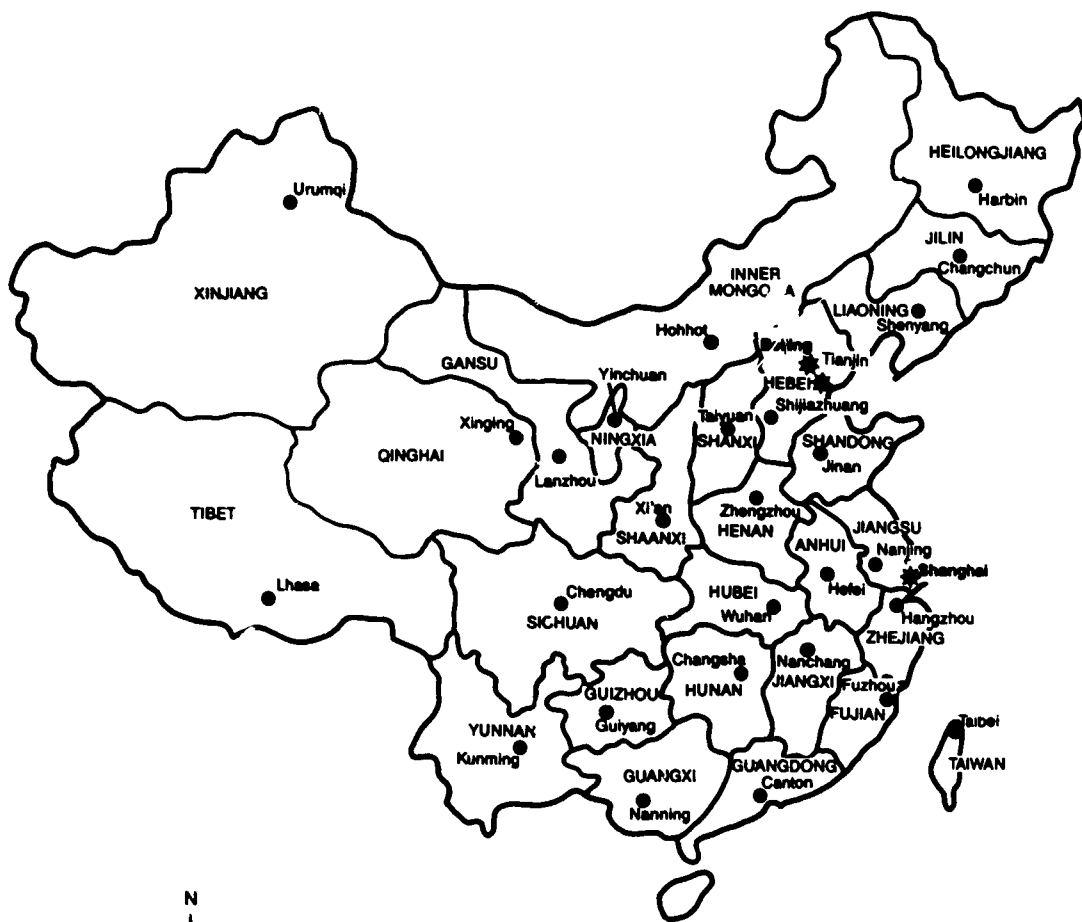 HEILONGJIANG
Harbin
Urumqi
JILIN
Changchun
INNER
XINJIANG
LIAONING
Shenyang
Hohhot
Tianjin
GANSU
Yinchuan
Shijiazhuang
Taiyuan
Xinging
NINGXIA
SHANXI
SHANDONG
QINGHAI
Lanzhou
Jinan
TIBET
Xi'an
Zhengzhou
SHAANXI
HENAN
JIANGSU
ANHUI
Nanjing
Shanghai
Lhasa
Chengdu
HUBEI
Hefei
SICHUAN
Wuhan
Hangzhou
ZHEJIANG
Changsha
Nanchang
GUIZHOU
HUNAN
JIANGXI
Fuzhou
Guiyang
FUJIAN
YUNNAN
Taibei
Kunming
TAIWAN
GUANGXI
GUANGDONG
Canton
Nanning
N